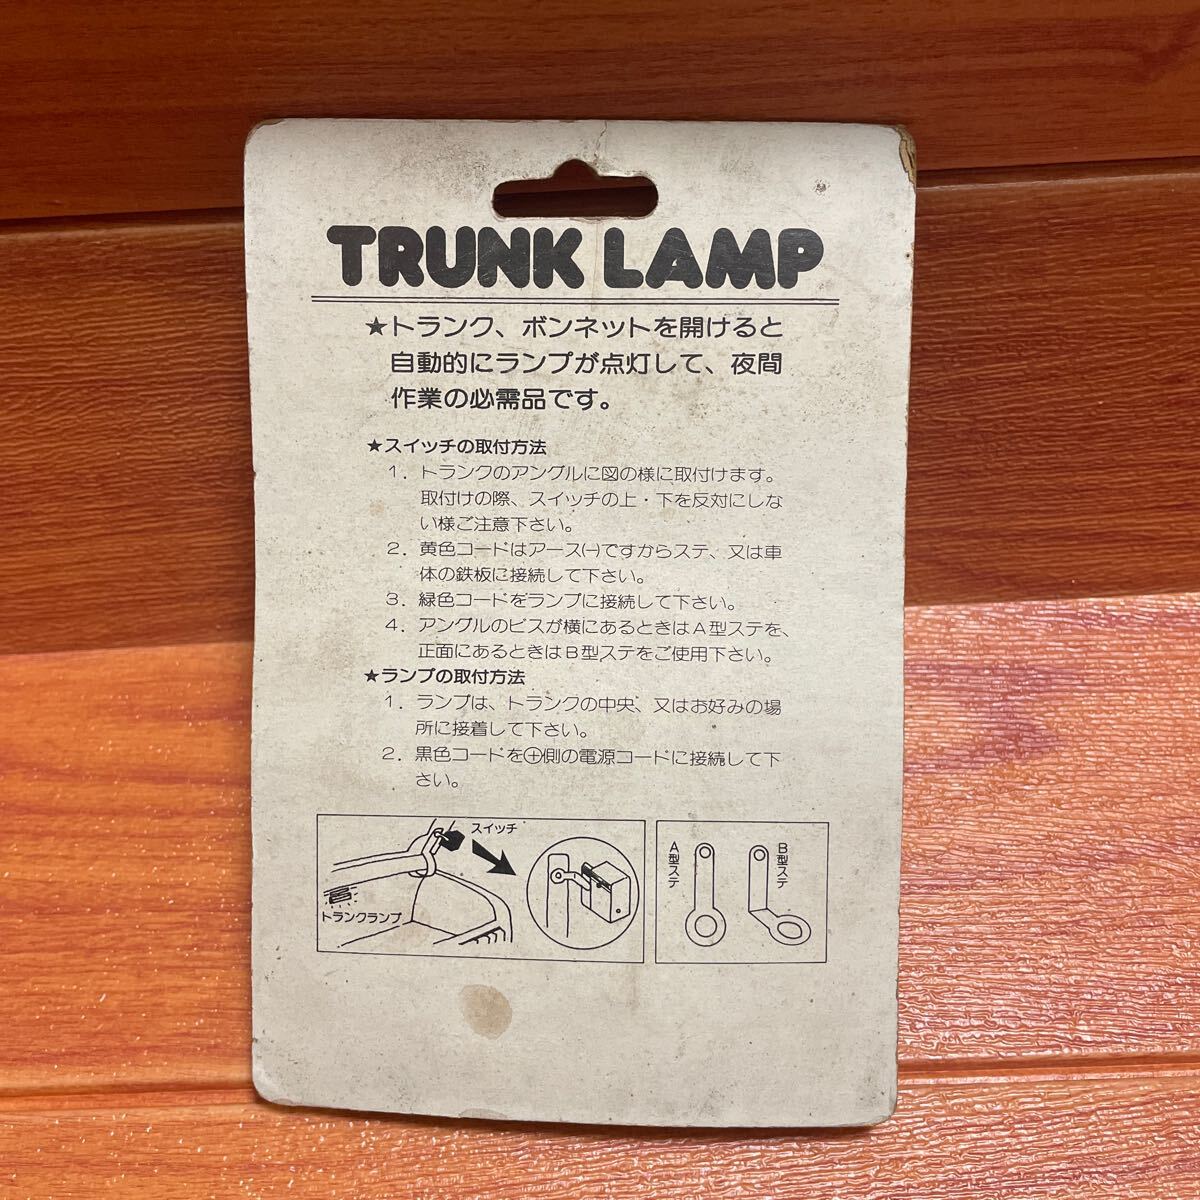 TRUNK LAMP
★トランク、ボンネットを開けると
自動的にランプが点灯して、夜間
作業の必需品です。
★スイッチの取付方法
1. トランクのアングルに図の様に取付けます。
取付けの際、スイッチの上・下を反対にしな
い様ご注意下さい。
2. 黄色コードはアース(−)ですからステ、又は車
体の鉄板に接続して下さい。
3. 緑色コードをランプに接続して下さい。
4. アングルのビスが横にあるときはA型ステを、
正面にあるときはB型ステをご使用下さい。
★ランプの取付方法
1. ランプは、トランクの中央、又はお好みの場
所に接着して下さい。
2. 黒色コードを⊕側の電源コードに接続して下
さい。
スイッチ
トランクランプ
A型ステ
B型ステ